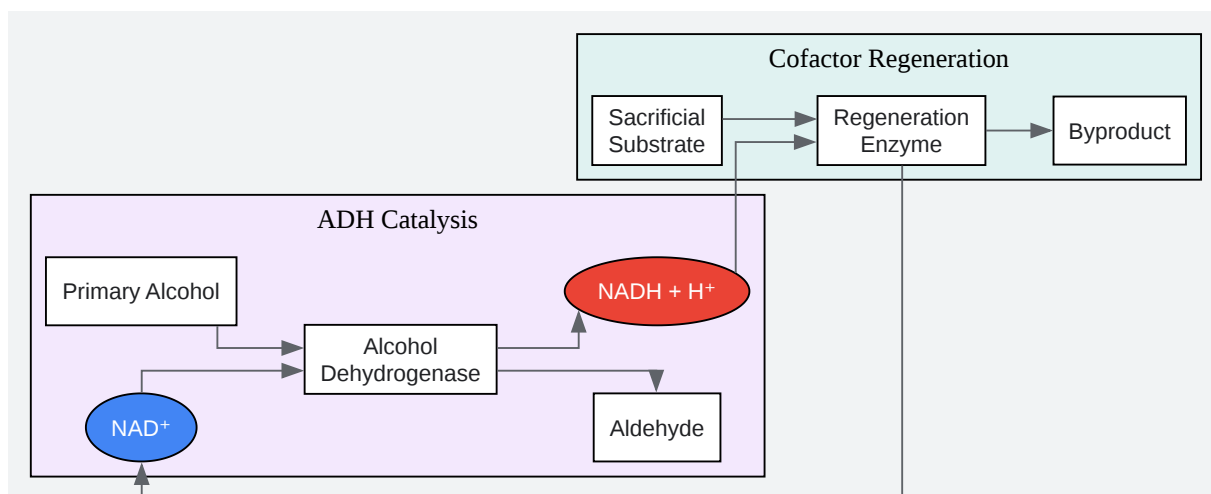 Cofactor Regeneration
Sacrificial
Substrate
Regeneration
Enzyme
Byproduct
ADH Catalysis
Primary Alcohol
NADH + H⁺
Alcohol
Dehydrogenase
NAD⁺
Aldehyde